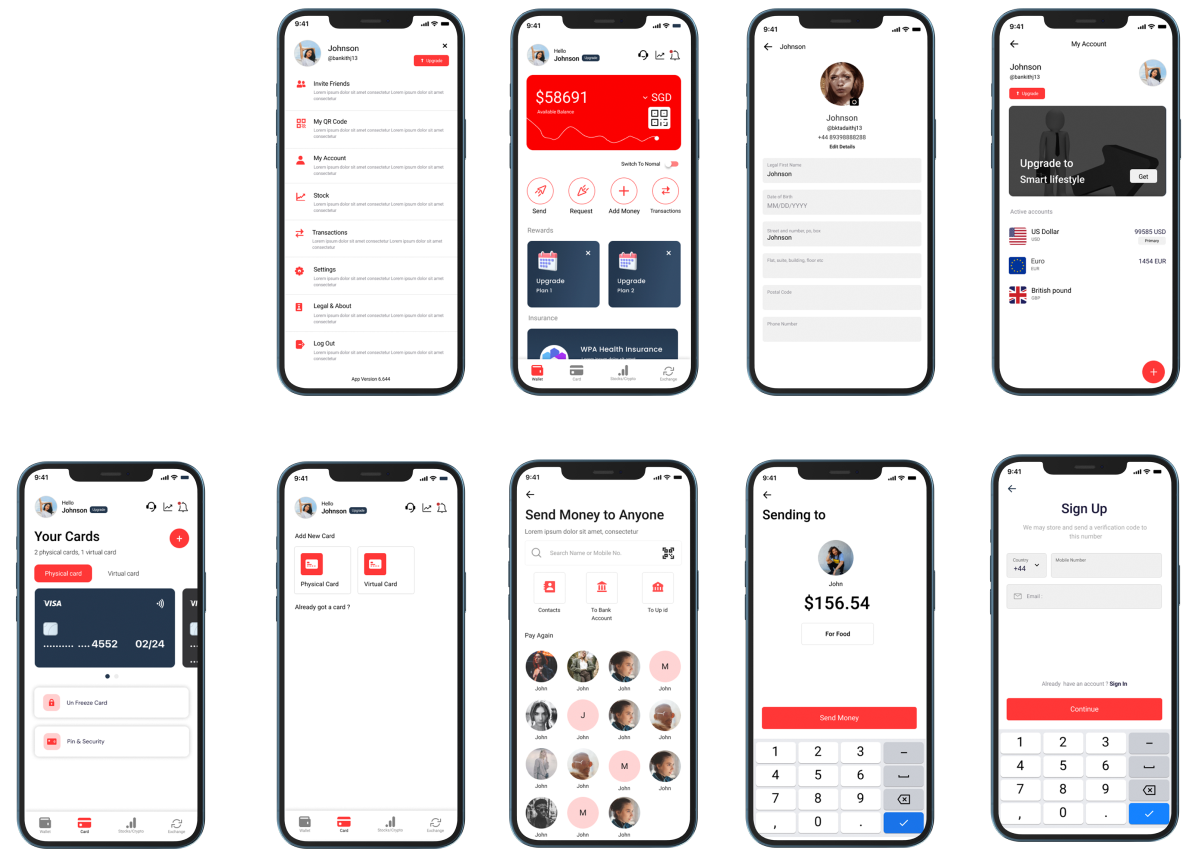 9:41
Johnson
@bankithj13
Upgrade
Invite Friends
Lorem ipsum dolor sit amet consectetur Lorem ipsum dolor sit amet
consectetur
My QR Code
Lorem ipsum dolor sit amet consectetur Lorem ipsum dolor sit amet
consectetur
My Account
Lorem ipsum dolor sit amet consectetur Lorem ipsum dolor sit amet
consectetur
Stock
Lorem ipsum dolor sit amet consectetur Lorem ipsum dolor sit amet
consectetur
Transactions
Lorem ipsum dolor sit amet consectetur Lorem ipsum dolor sit amet
consectetur
Settings
Lorem ipsum dolor sit amet consectetur Lorem ipsum dolor sit amet
consectetur
Legal & About
Lorem ipsum dolor sit amet consectetur Lorem ipsum dolor sit amet
consectetur
Log Out
Lorem ipsum dolor sit amet consectetur Lorem ipsum dolor sit amet
consectetur
App Version 6.644
9:41
Hello
Johnson Upgrade
$58691
SGD
Available Balance
Switch To Normal
Send Request Add Money Transactions
Rewards
Upgrade
Plan 1
Upgrade
Plan 2
Insurance
WPA Health Insurance
Wallet Card Stocks/Crypto Exchange
9:41
Johnson
Johnson
@bktadaithj13
+44 89398888288
Edit Details
Legal First Name
Johnson
Date of Birth
MM/DD/YYYY
Street and number, po, box
Johnson
Flat, suite, building, floor etc
Postal Code
Phone Number
9:41
My Account
Johnson
@bankithj13
Upgrade
Upgrade to
Smart lifestyle
Get
Active accounts
US Dollar 99585 USD
USD Primary
Euro 1454 EUR
EUR
British pound
GBP
9:41
Hello
Johnson Upgrade
Your Cards
2 physical cards, 1 virtual card
Physical card Virtual card
VISA
VI
.......... ....4552 02/24
Un Freeze Card
Pin & Security
Wallet Card Stocks/Crypto Exchange
9:41
Hello
Johnson Upgrade
Add New Card
Physical Card Virtual Card
Already got a card ?
Wallet Card Stocks/Crypto Exchange
9:41
Send Money to Anyone
Lorem ipsum dolor sit amet, consectetur
Search Name or Mobile No.
Contacts
To Bank
Account
To Up id
Pay Again
M
John John John John
J
John John John John
M
John John John John
M
John John John
9:41
Sending to
John
$156.54
For Food
Send Money
1 2 3 –
4 5 6
7 8 9
, 0 .
9:41
Sign Up
We may store and send a verification code to
this number
Country
+44
Mobile Number
Email :
Already have an account ? Sign In
Continue
1 2 3 –
4 5 6
7 8 9
, 0 .